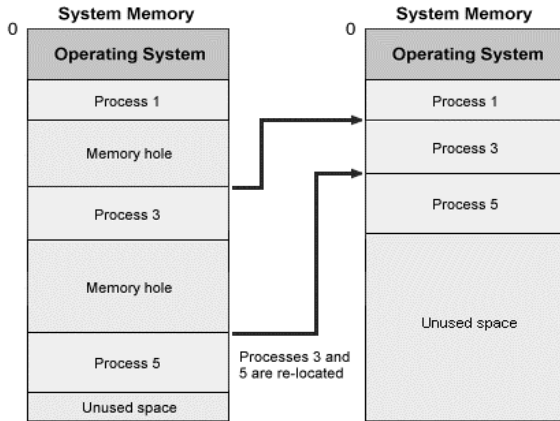 System Memory
0
Operating System
Process 1
Memory hole
Process 3
Memory hole
Process 5
Unused space
Processes 3 and
5 are re-located
System Memory
0
Operating System
Process 1
Process 3
Process 5
Unused space